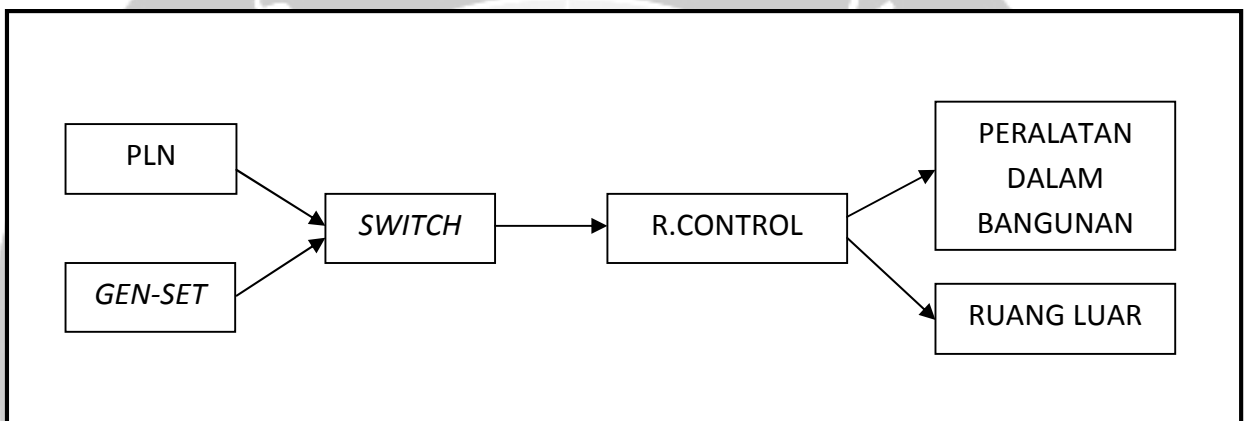 PLN
GEN-SET
SWITCH
R.CONTROL
PERALATAN
DALAM
BANGUNAN
RUANG LUAR